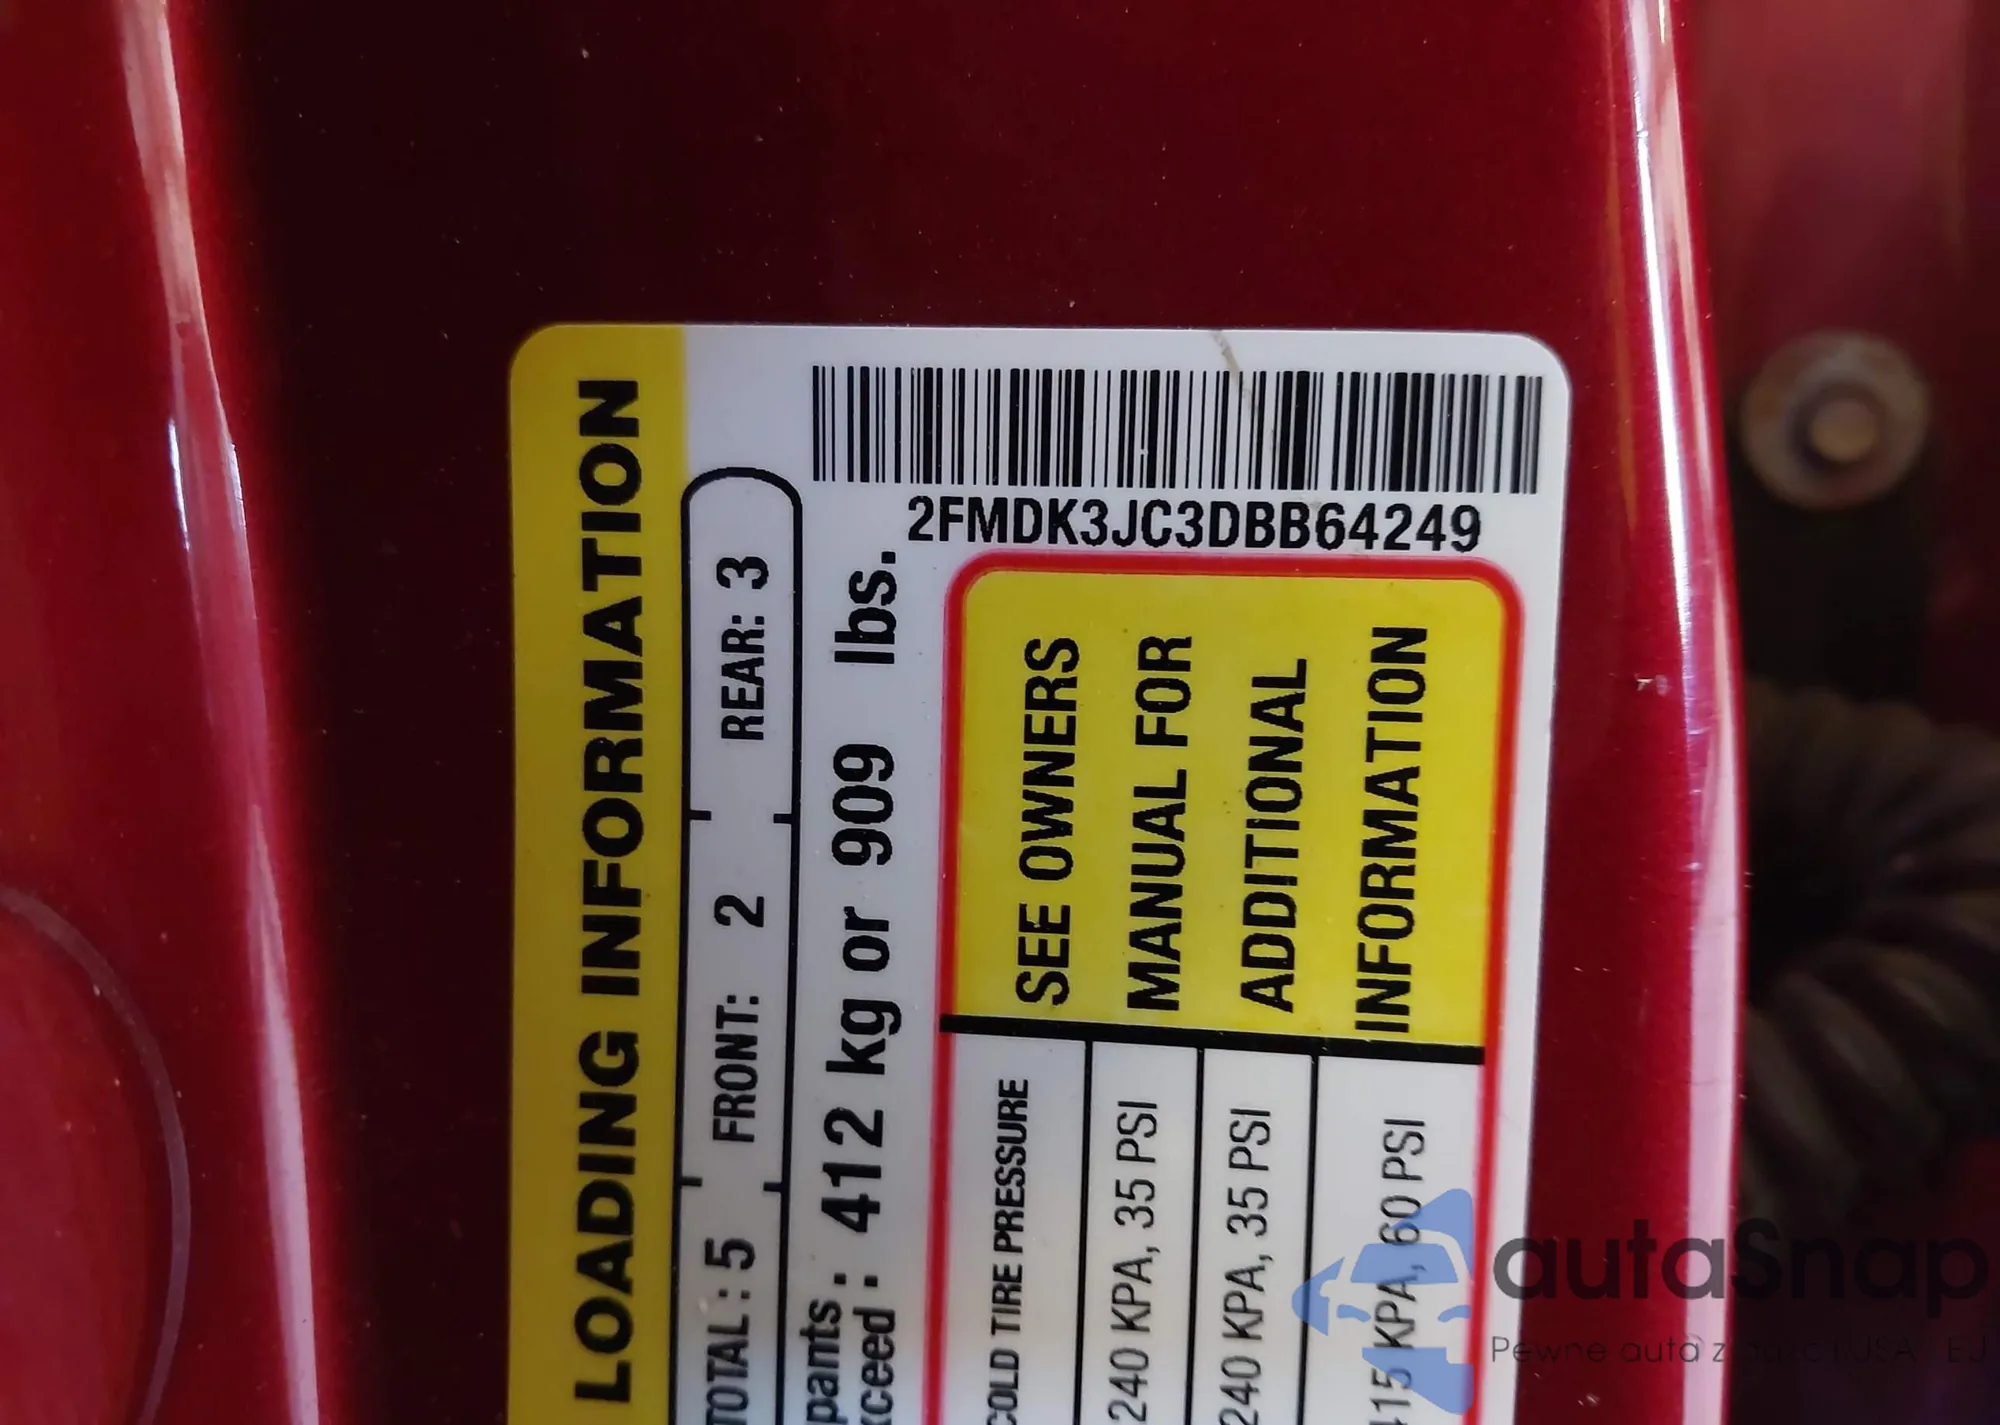 LOADING INFORMATION
TOTAL: 5 FRONT: 2 REAR: 3
pants
xceed: 412 kg or 909 lbs.
2FMDK3JC3DBB64249
COLD TIRE PRESSURE
240 KPA, 35 PSI
240 KPA, 35 PSI
415 KPA, 60 PSI
SEE OWNERS
MANUAL FOR
ADDITIONAL
INFORMATION
autaSnap
Pewne auta z